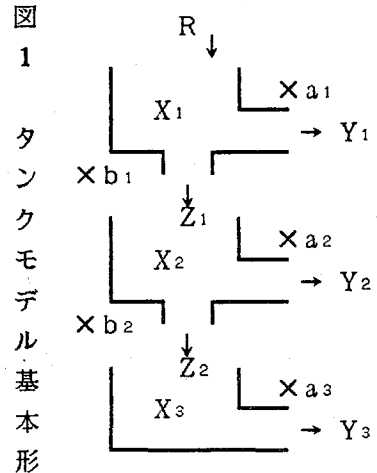 図1 タンクモデル基本形
R
X1
×a1
→ Y1
×b1
Z1
X2
×a2
→ Y2
×b2
Z2
X3
×a3
→ Y3